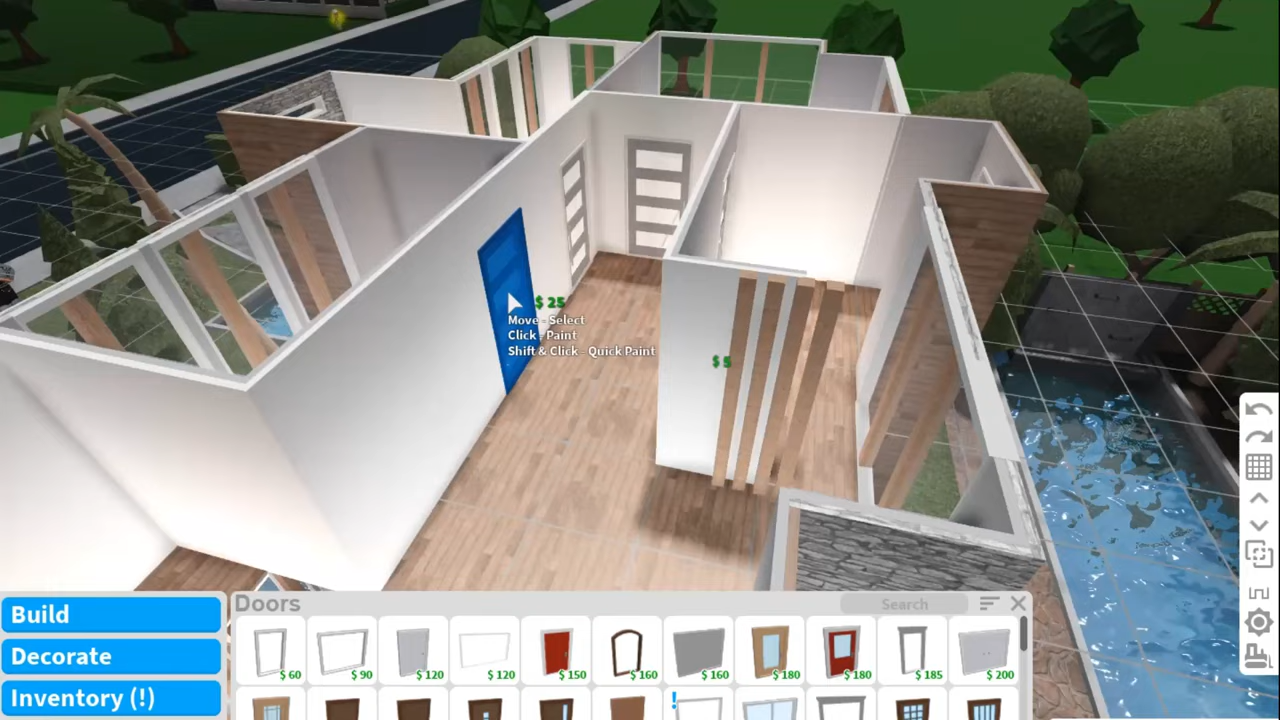 $ 25
Move - Select
Click - Paint
Shift & Click - Quick Paint
$ 5
Build
Decorate
Inventory (!)
Doors
Search
$ 60
$ 90
$ 120
$ 120
$ 150
$ 160
$ 160
$ 180
$ 180
$ 185
$ 200
!